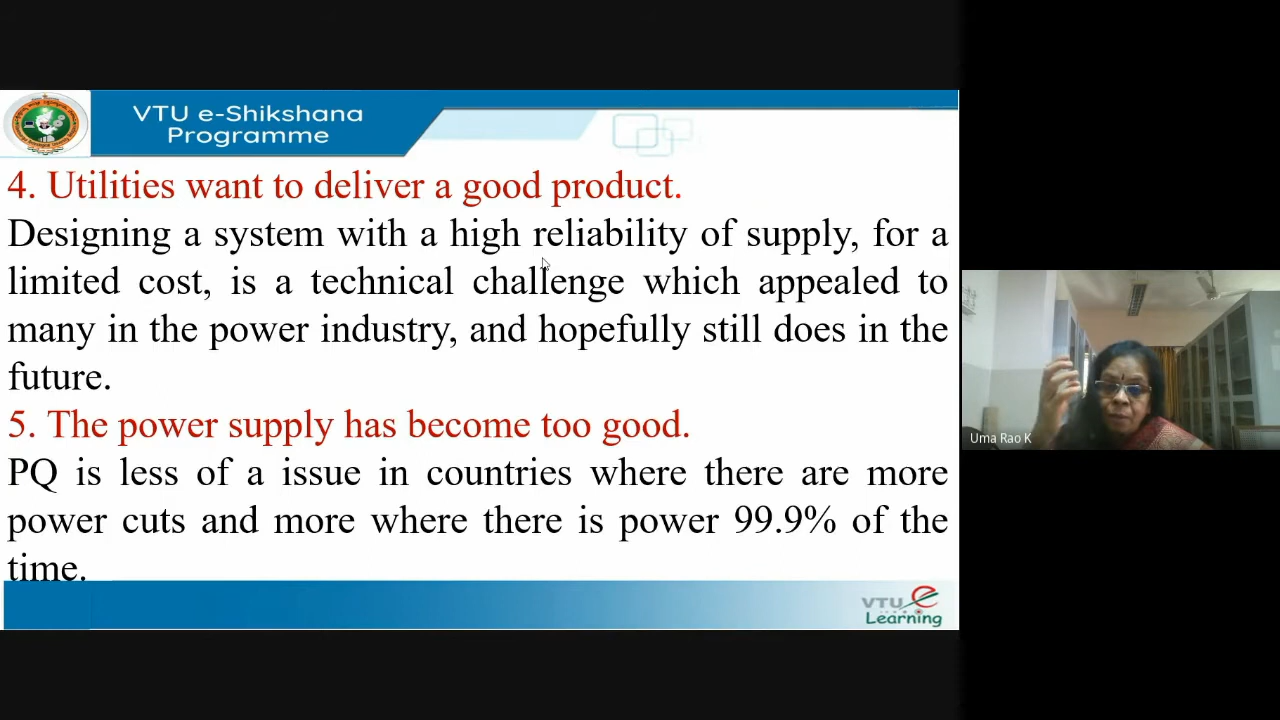 VTU e-Shikshana
Programme
4. Utilities want to deliver a good product.
Designing a system with a high reliability of supply, for a
limited cost, is a technical challenge which appealed to
many in the power industry, and hopefully still does in the
future.
5. The power supply has become too good.
PQ is less of a issue in countries where there are more
power cuts and more where there is power 99.9% of the
time.
VTU e
Learning
Uma Rao K